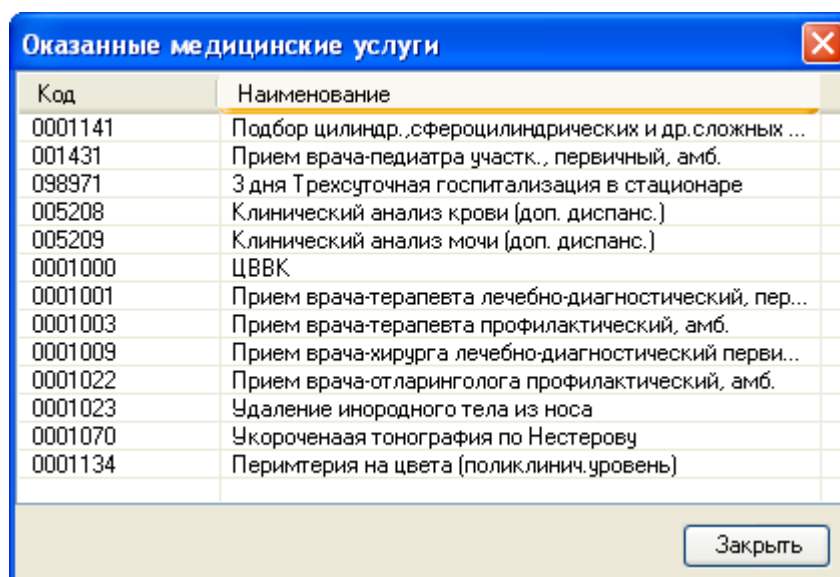 Оказанные медицинские услуги
Код Наименование
0001141 Подбор цилиндр.,сфероцилиндрических и др.сложных ...
001431 Прием врача-педиатра участк., первичный, амб.
098971 3 дня Трехсуточная госпитализация в стационаре
005208 Клинический анализ крови (доп. диспанс.)
005209 Клинический анализ мочи (доп. диспанс.)
0001000 ЦВВК
0001001 Прием врача-терапевта лечебно-диагностический, пер...
0001003 Прием врача-терапевта профилактический, амб.
0001009 Прием врача-хирурга лечебно-диагностический перви...
0001022 Прием врача-отларинголога профилактический, амб.
0001023 Удаление инородного тела из носа
0001070 Укороченаая тонография по Нестерову
0001134 Перимтерия на цвета (поликлинич.уровень)
Закрыть